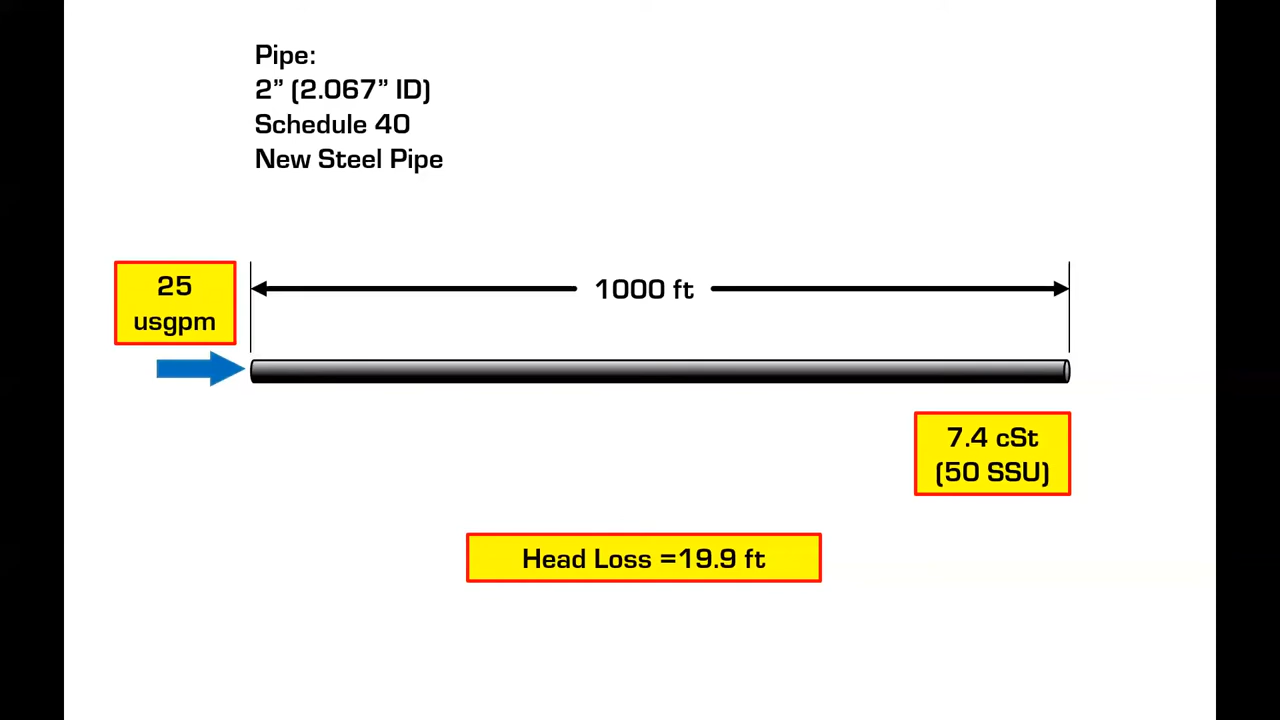 Pipe:
2” (2.067” ID)
Schedule 40
New Steel Pipe
25
usgpm
1000 ft
7.4 cSt
(50 SSU)
Head Loss =19.9 ft